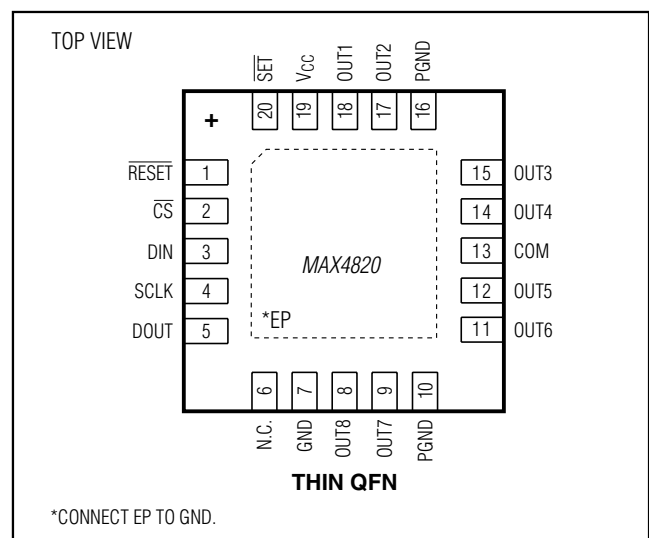 TOP VIEW
SET
VCC
OUT1
OUT2
PGND
20
19
18
17
16
+
RESET 1
CS 2
DIN 3
SCLK 4
DOUT 5
15 OUT3
14 OUT4
13 COM
12 OUT5
11 OUT6
MAX4820
*EP
6
7
8
9
10
N.C.
GND
OUT8
OUT7
PGND
THIN QFN
*CONNECT EP TO GND.